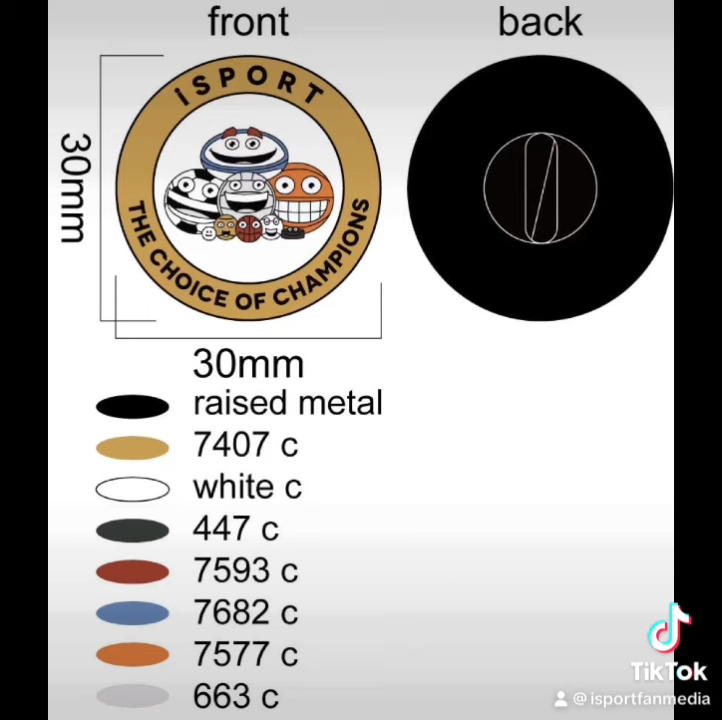 front
back
30mm
iSPORT
THE CHOICE OF CHAMPIONS
30mm
raised metal
7407 c
white c
447 c
7593 c
7682 c
7577 c
663 c
TikTok
@isportfanmedia